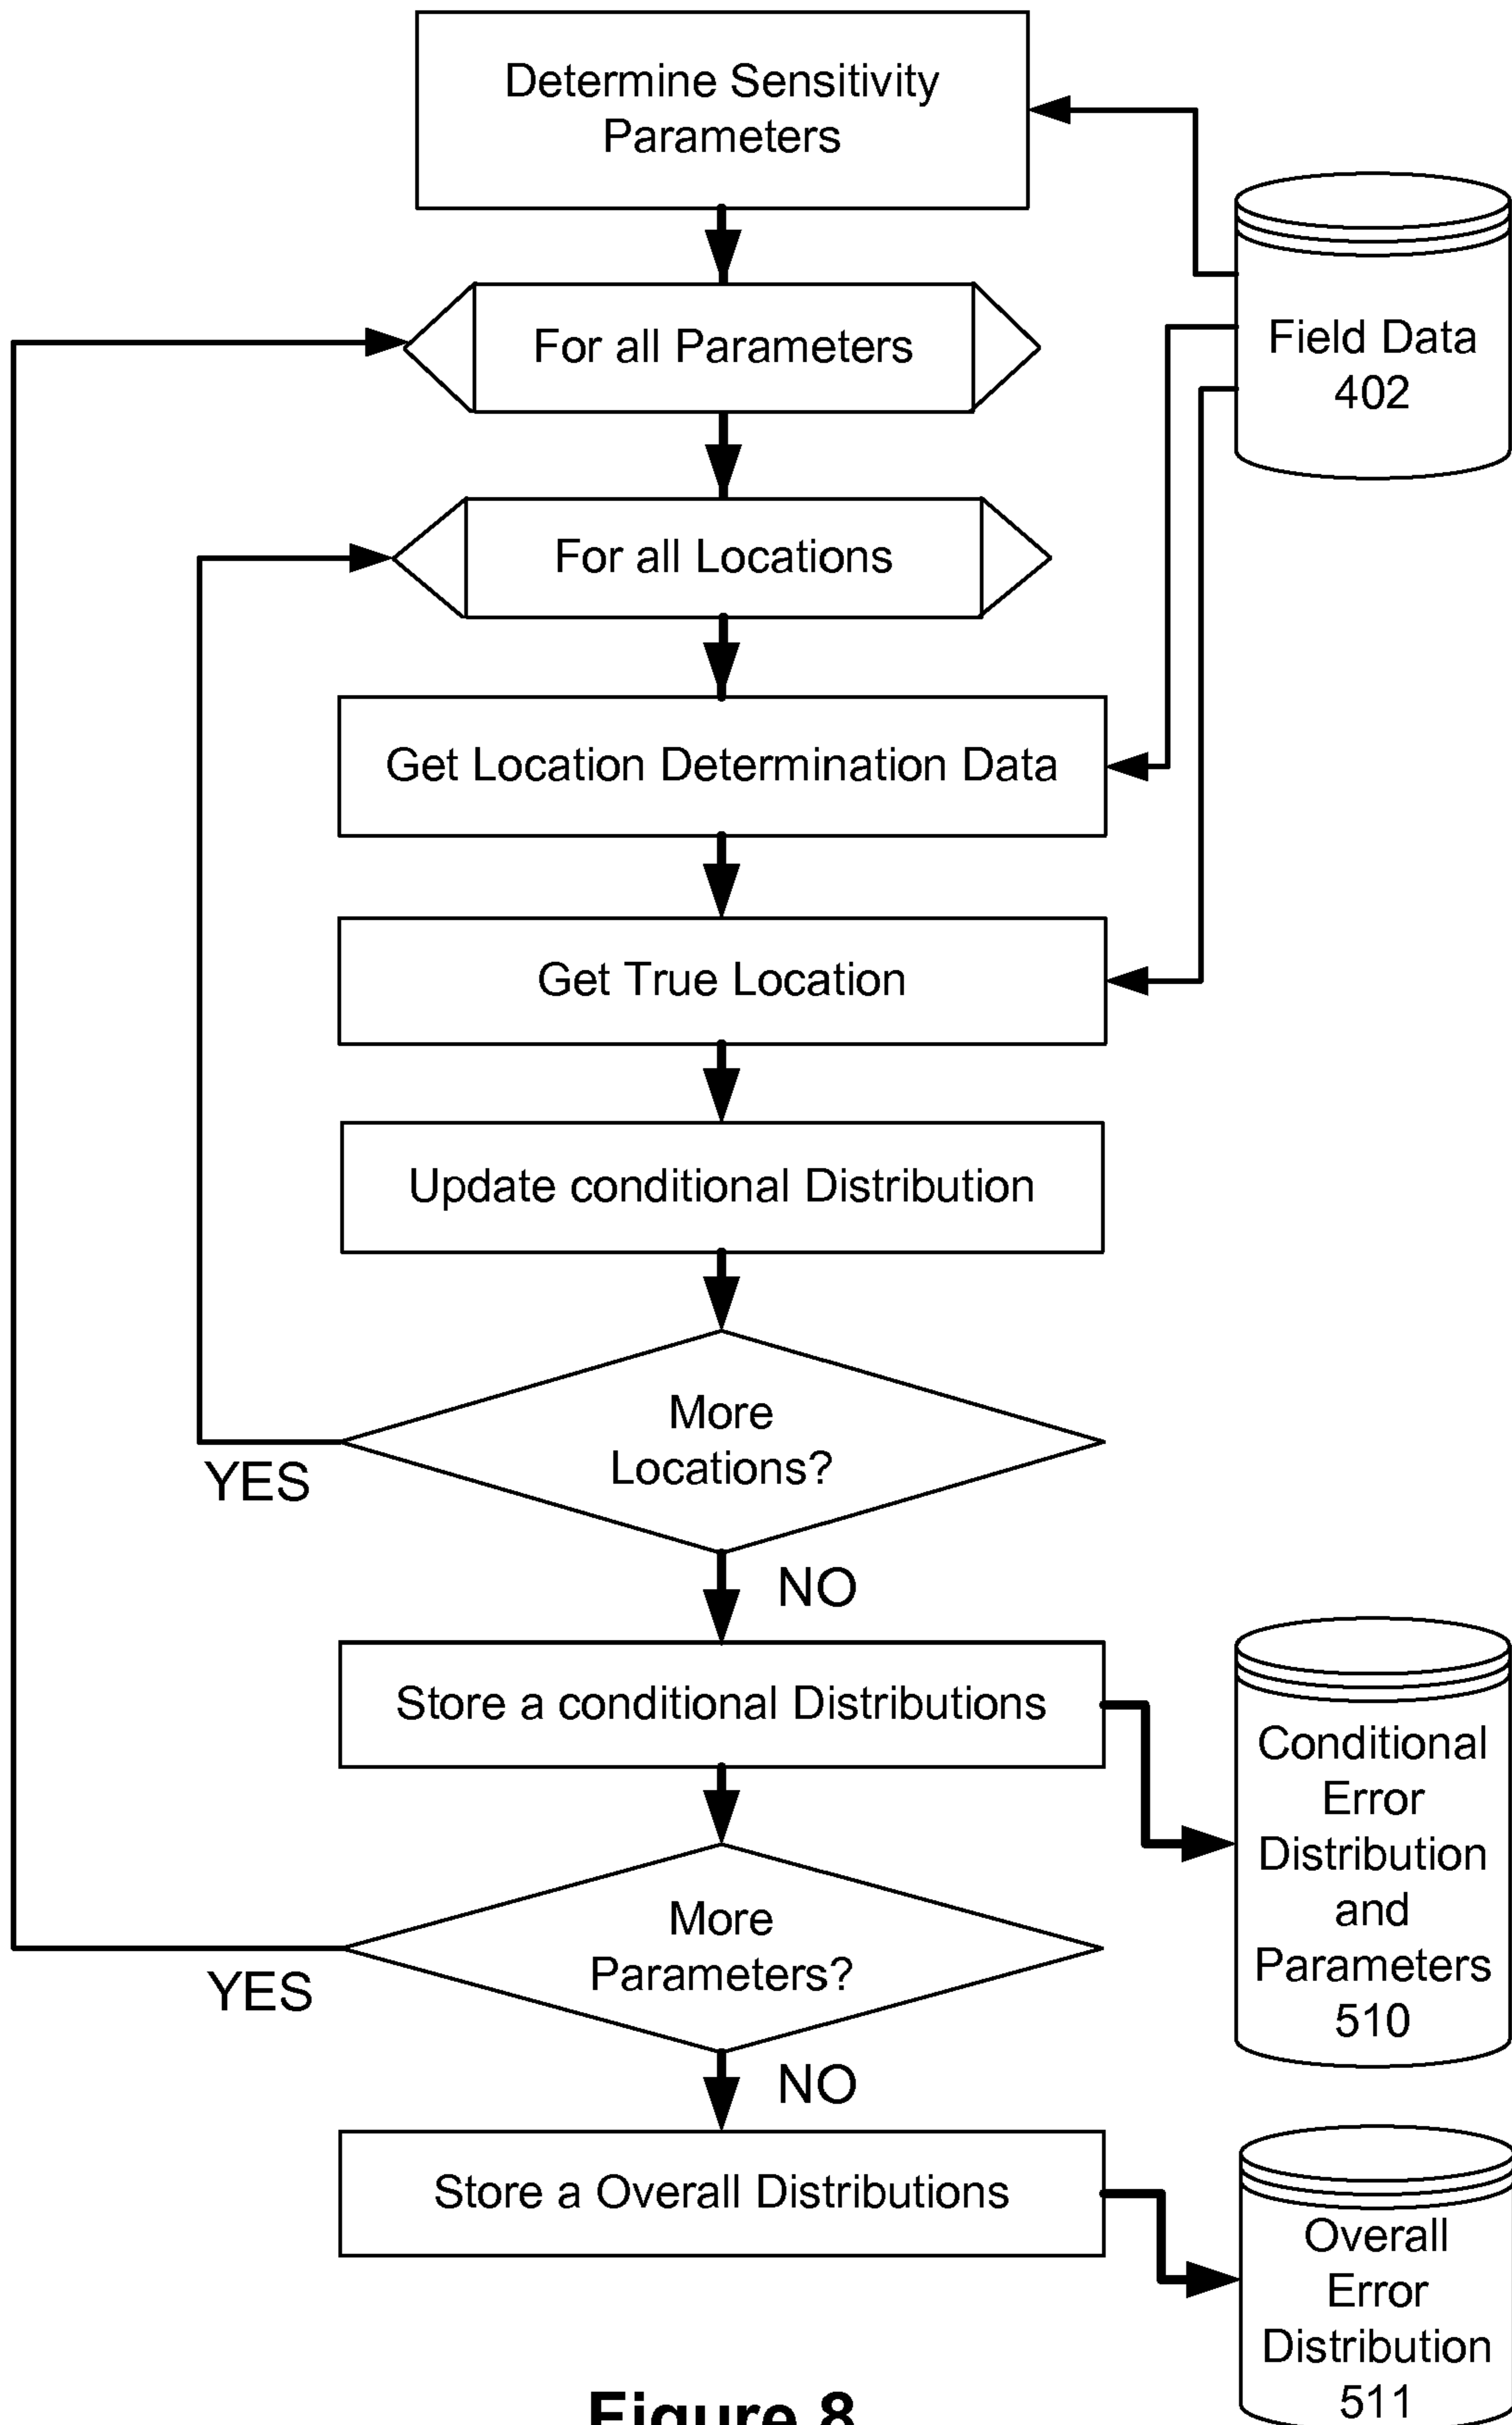 Determine Sensitivity
Parameters
For all Parameters
Field Data
402
For all Locations
Get Location Determination Data
Get True Location
Update conditional Distribution
More
Locations?
YES
NO
Store a conditional Distributions
Conditional
Error
Distribution
and
Parameters
510
More
Parameters?
YES
NO
Store a Overall Distributions
Overall
Error
Distribution
511
Figure 8